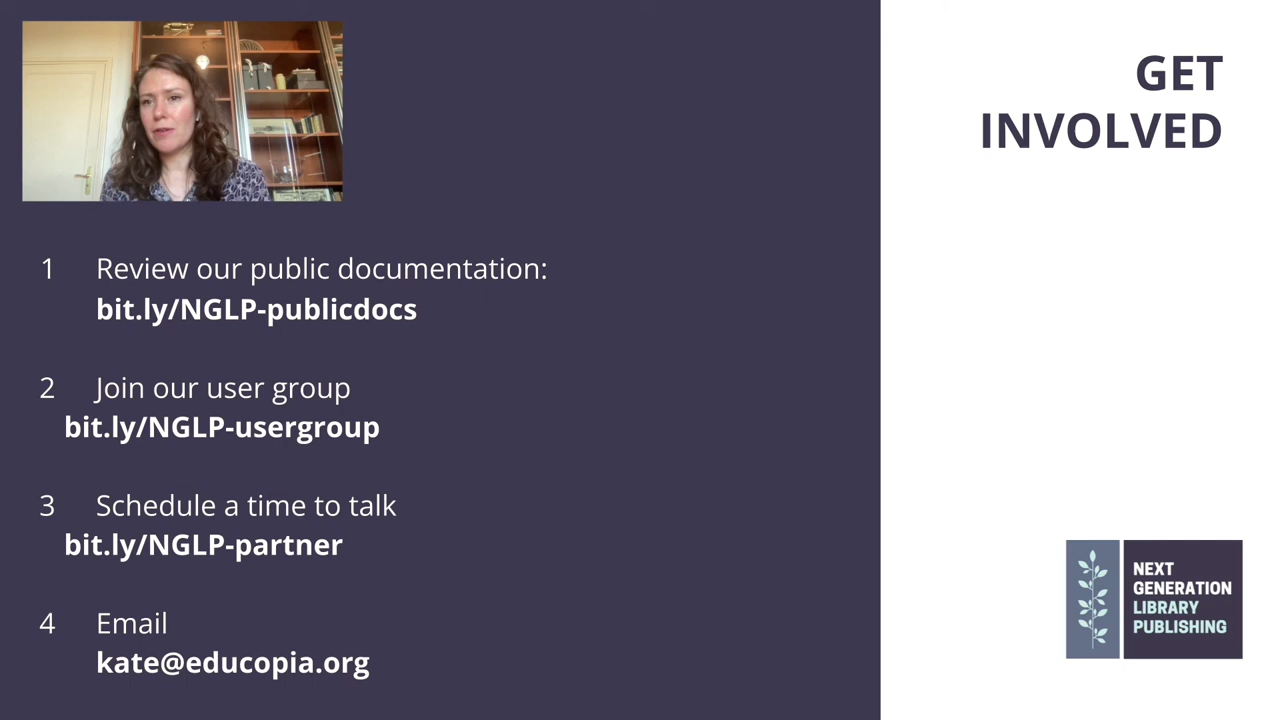 GET
INVOLVED
1 Review our public documentation:
bit.ly/NGLP-publicdocs
2 Join our user group
bit.ly/NGLP-usergroup
3 Schedule a time to talk
bit.ly/NGLP-partner
4 Email
kate@educopia.org
NEXT
GENERATION
LIBRARY
PUBLISHING